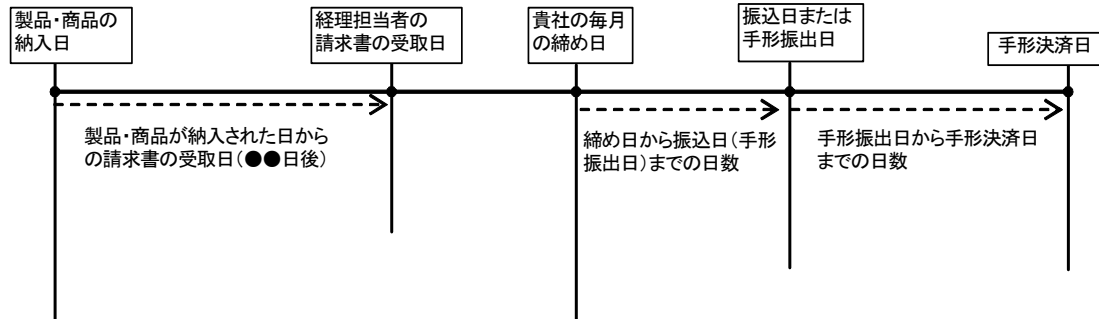 製品・商品の
納入日
経理担当者の
請求書の受取日
貴社の毎月
の締め日
振込日または
手形振出日
手形決済日
製品・商品が納入された日から
の請求書の受取日(●●日後)
締め日から振込日(手形
振出日)までの日数
手形振出日から手形決済日
までの日数